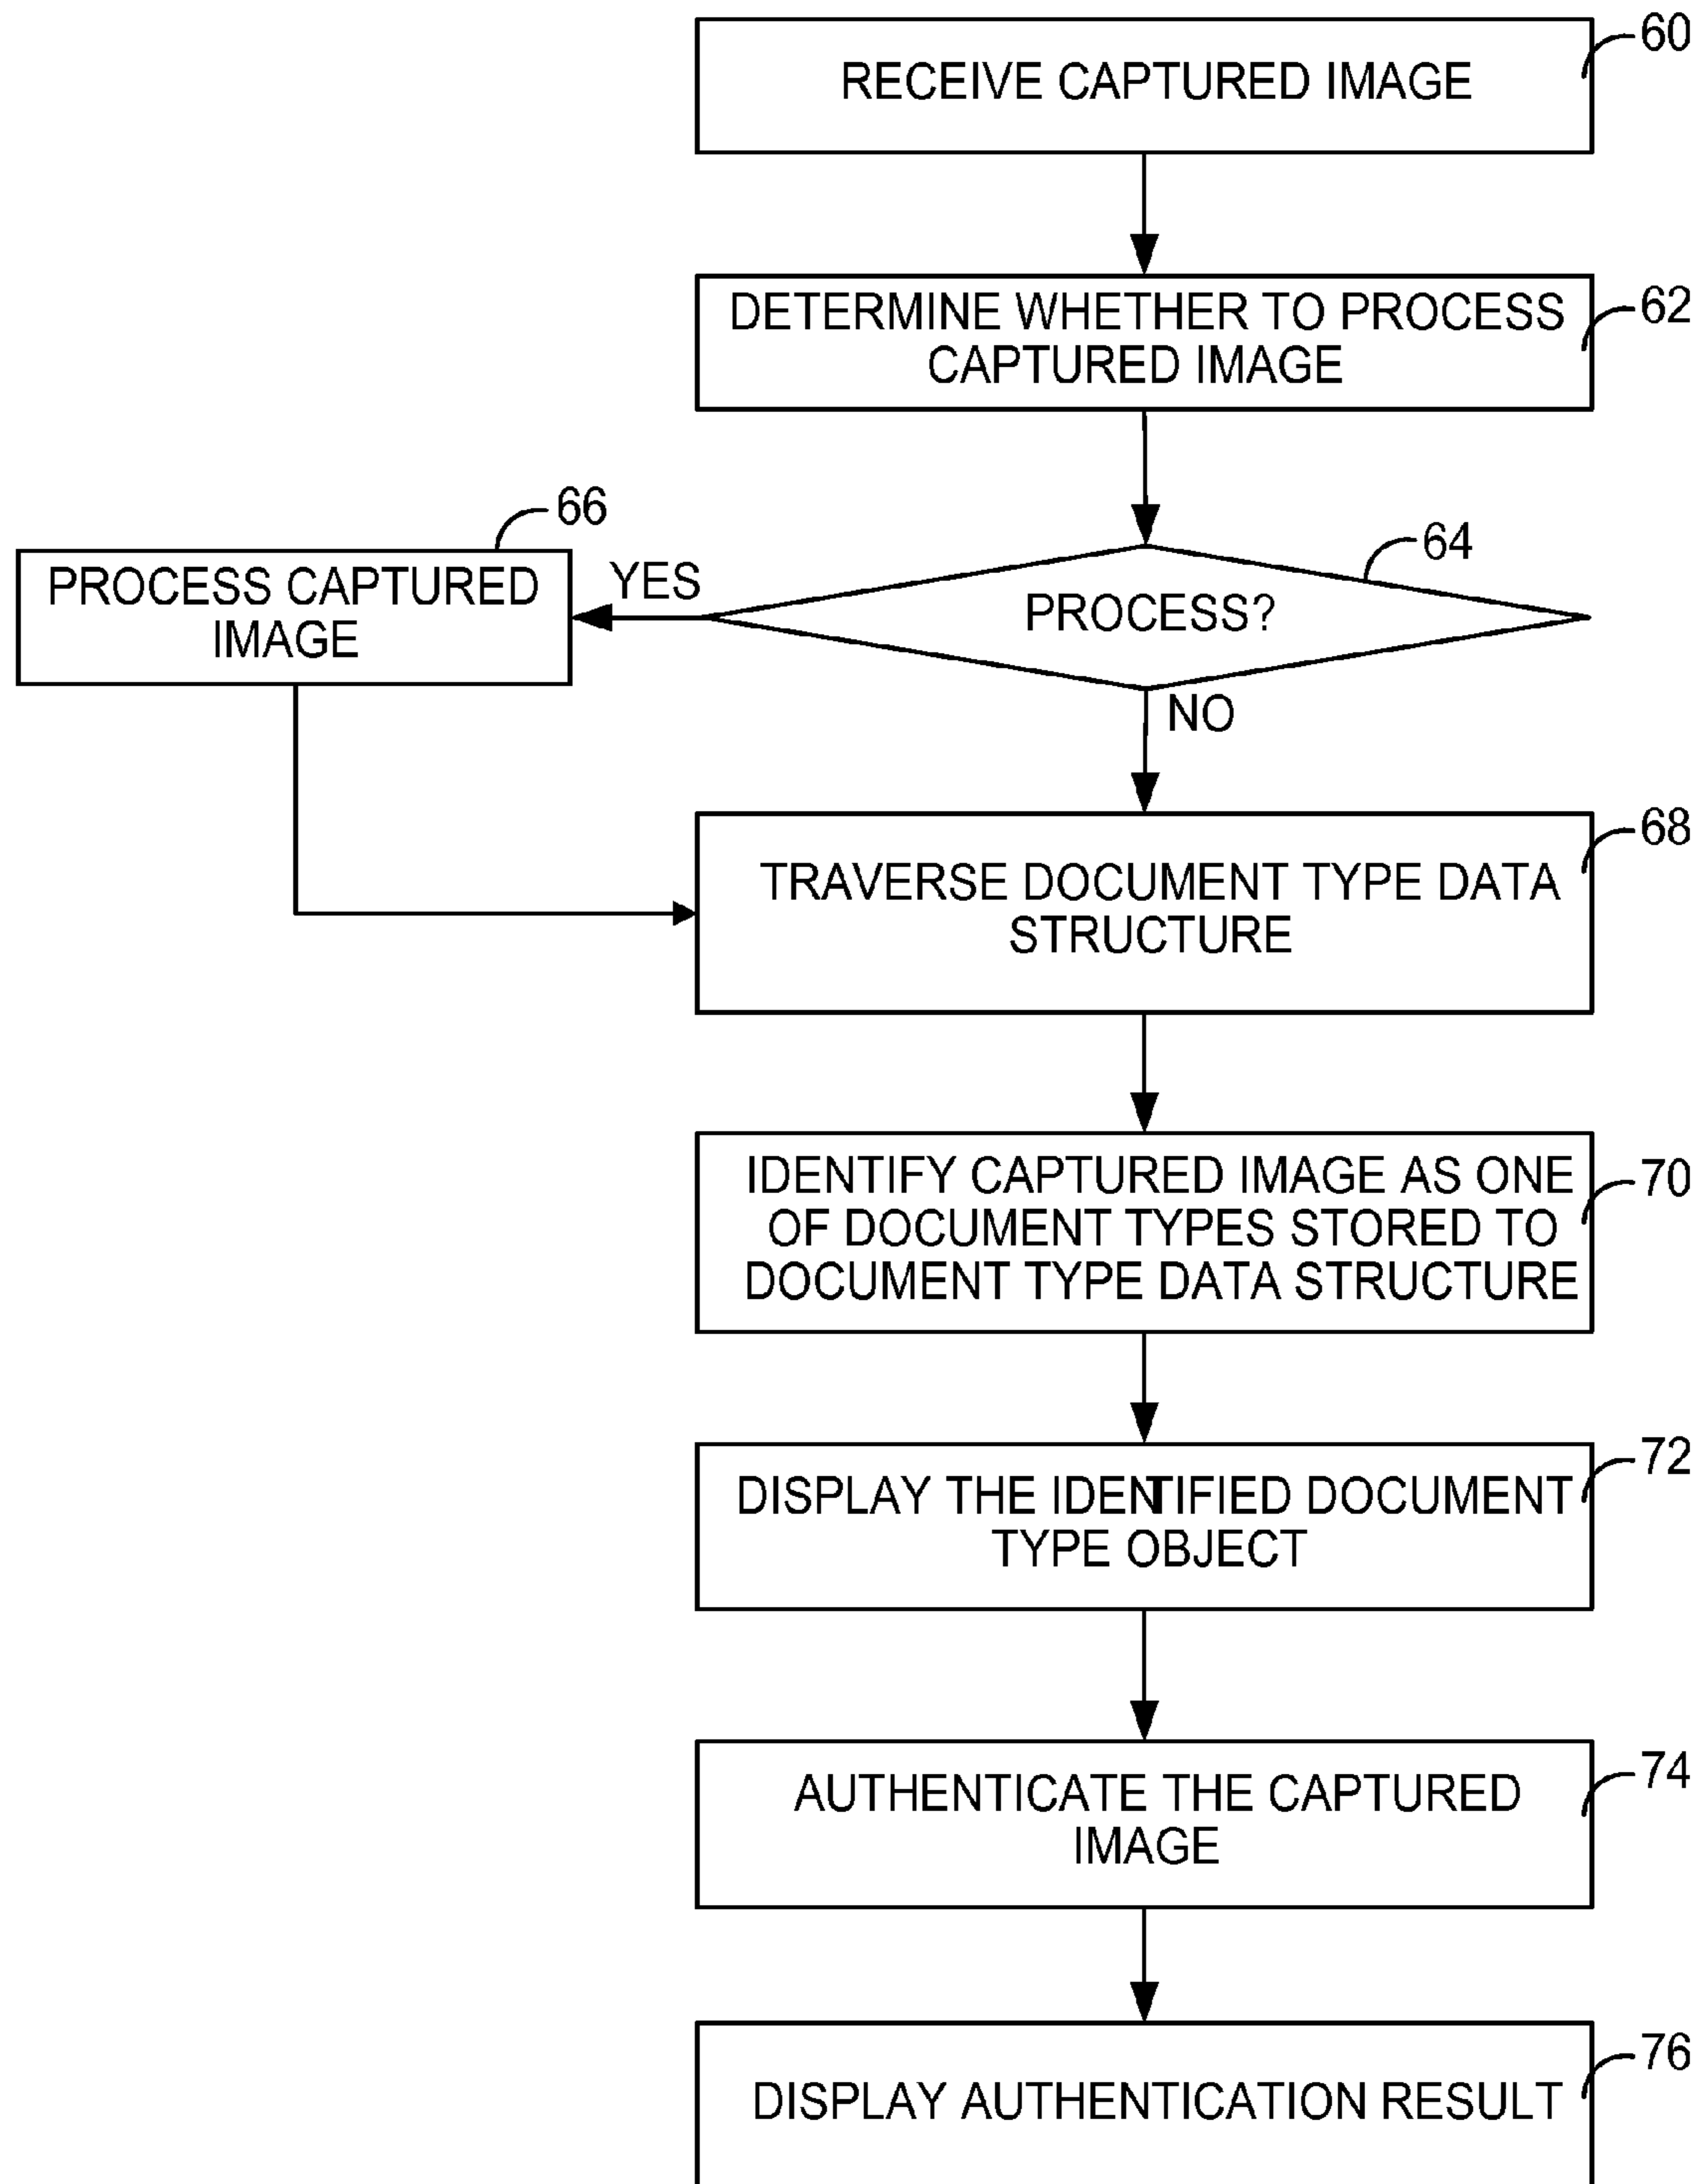 RECEIVE CAPTURED IMAGE
60
DETERMINE WHETHER TO PROCESS
CAPTURED IMAGE
62
PROCESS?
64
YES
PROCESS CAPTURED
IMAGE
66
NO
TRAVERSE DOCUMENT TYPE DATA
STRUCTURE
68
IDENTIFY CAPTURED IMAGE AS ONE
OF DOCUMENT TYPES STORED TO
DOCUMENT TYPE DATA STRUCTURE
70
DISPLAY THE IDENTIFIED DOCUMENT
TYPE OBJECT
72
AUTHENTICATE THE CAPTURED
IMAGE
74
DISPLAY AUTHENTICATION RESULT
76